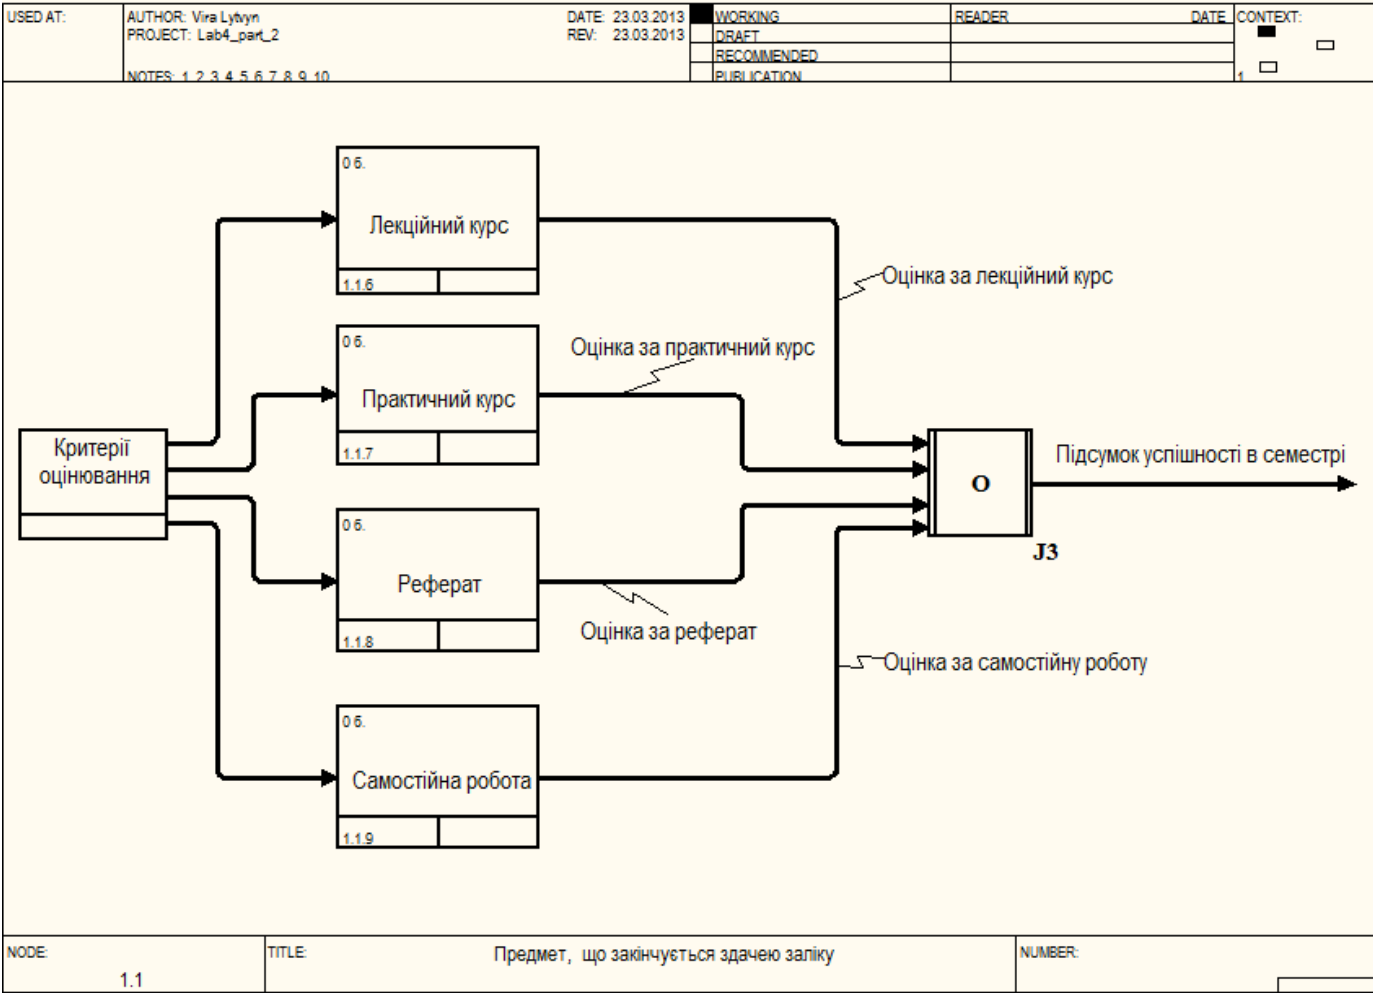 USED AT:
AUTHOR: Vira Lytvyn
DATE: 23.03.2013
WORKING
READER
DATE
CONTEXT:
PROJECT: Lab4_part_2
REV: 23.03.2013
DRAFT
RECOMMENDED
NOTES: 1 2 3 4 5 6 7 8 9 10
PUBLICATION
1
0 б.
Лекційний курс
1.1.6
Оцінка за лекційний курс
0 б.
Оцінка за практичний курс
Практичний курс
1.1.7
Критерії
оцінювання
Підсумок успішності в семестрі
O
J3
0 б.
Реферат
1.1.8
Оцінка за реферат
Оцінка за самостійну роботу
0 б.
Самостійна робота
1.1.9
NODE:
1.1
TITLE:
Предмет, що закінчується здачею заліку
NUMBER: